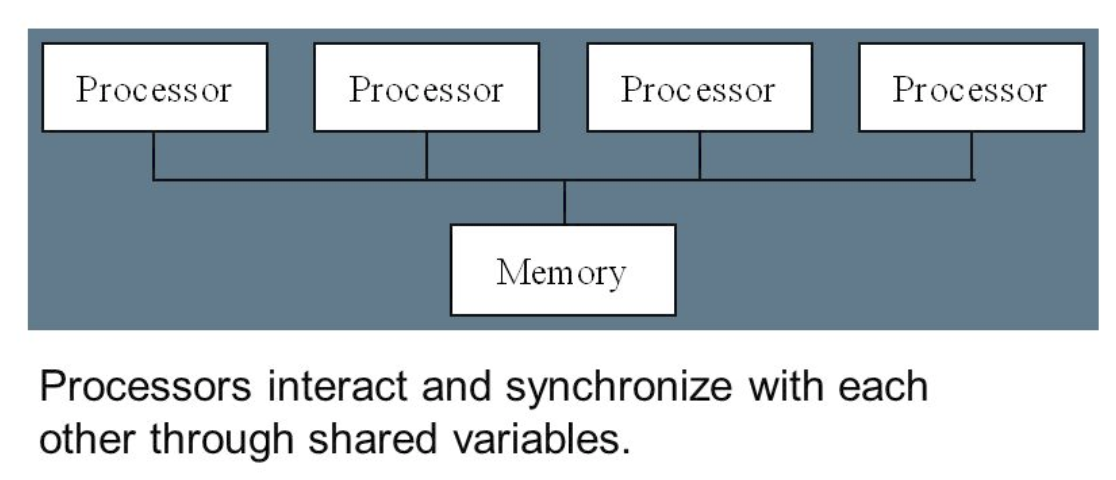 Processor Processor Processor Processor
Memory
Processors interact and synchronize with each
other through shared variables.